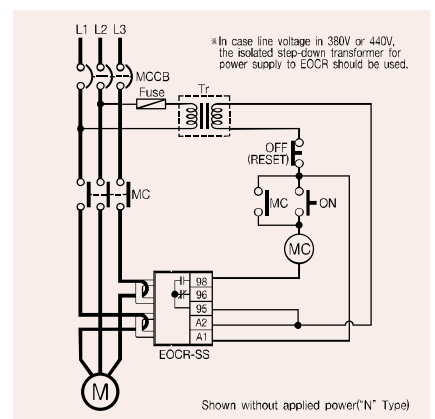 L1 L2 L3
※In case line voltage in 380V or 440V,
the isolated step-down transformer for
power supply to EOCR should be used.
MCCB
Fuse
Tr
OFF
(RESET)
MC
MC
ON
MC
98
96
95
A2
A1
EOCR-SS
M
Shown without applied power("N" Type)